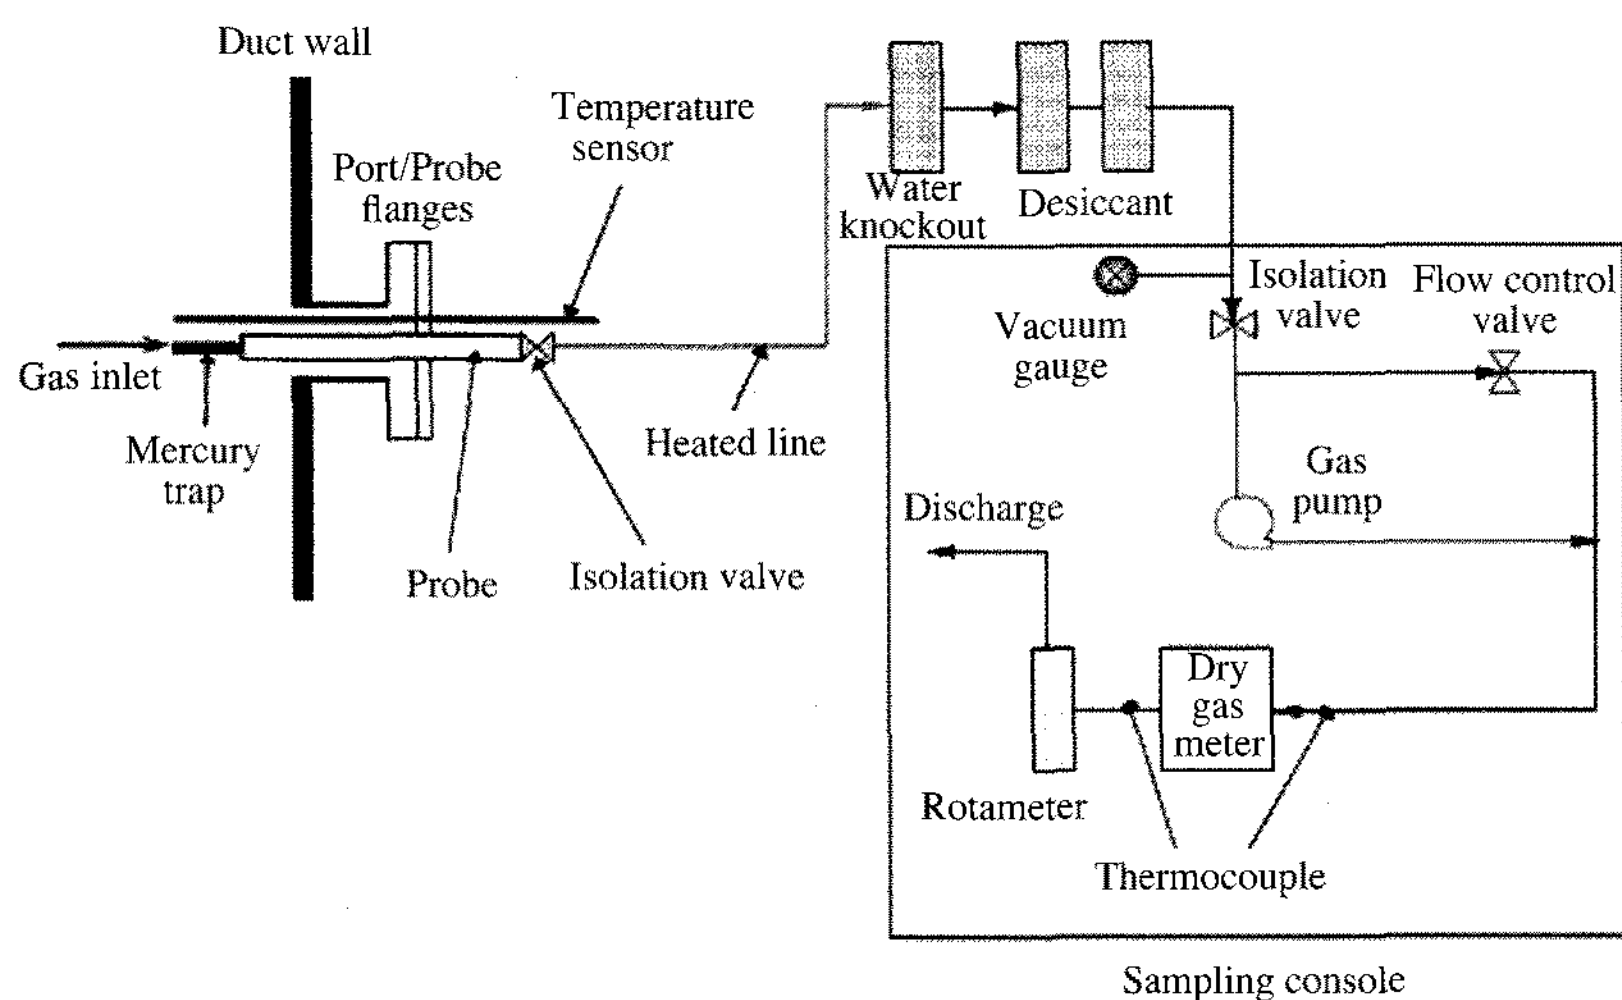 Duct wall
Temperature
sensor
Port/Probe
flanges
Water
knockout
Desiccant
Isolation
valve
Flow control
valve
Vacuum
gauge
Gas inlet
Mercury
trap
Heated line
Gas
pump
Discharge
Probe
Isolation valve
Dry
gas
meter
Rotameter
Thermocouple
Sampling console